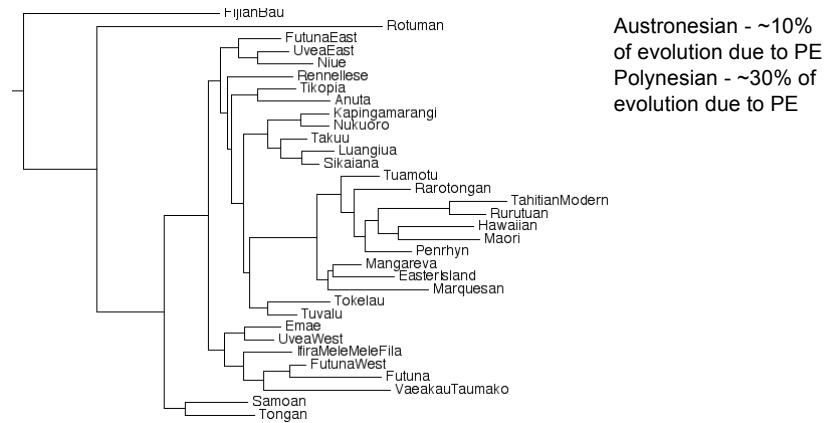 FijianBau
Rotuman
FutunaEast
UveaEast
Niue
Rennellese
Tikopia
Anuta
Kapingamarangi
Nukuoro
Takuu
Luangiua
Sikaiana
Tuamotu
Rarotongan
TahitianModern
Rurutuan
Hawaiian
Maori
Penrhyn
Mangareva
EasterIsland
Marquesan
Tokelau
Tuvalu
Emae
UveaWest
IfiraMeleMeleFila
FutunaWest
Futuna
VaeakauTaumako
Samoan
Tongan
Austronesian - ~10%
of evolution due to PE
Polynesian - ~30% of
evolution due to PE